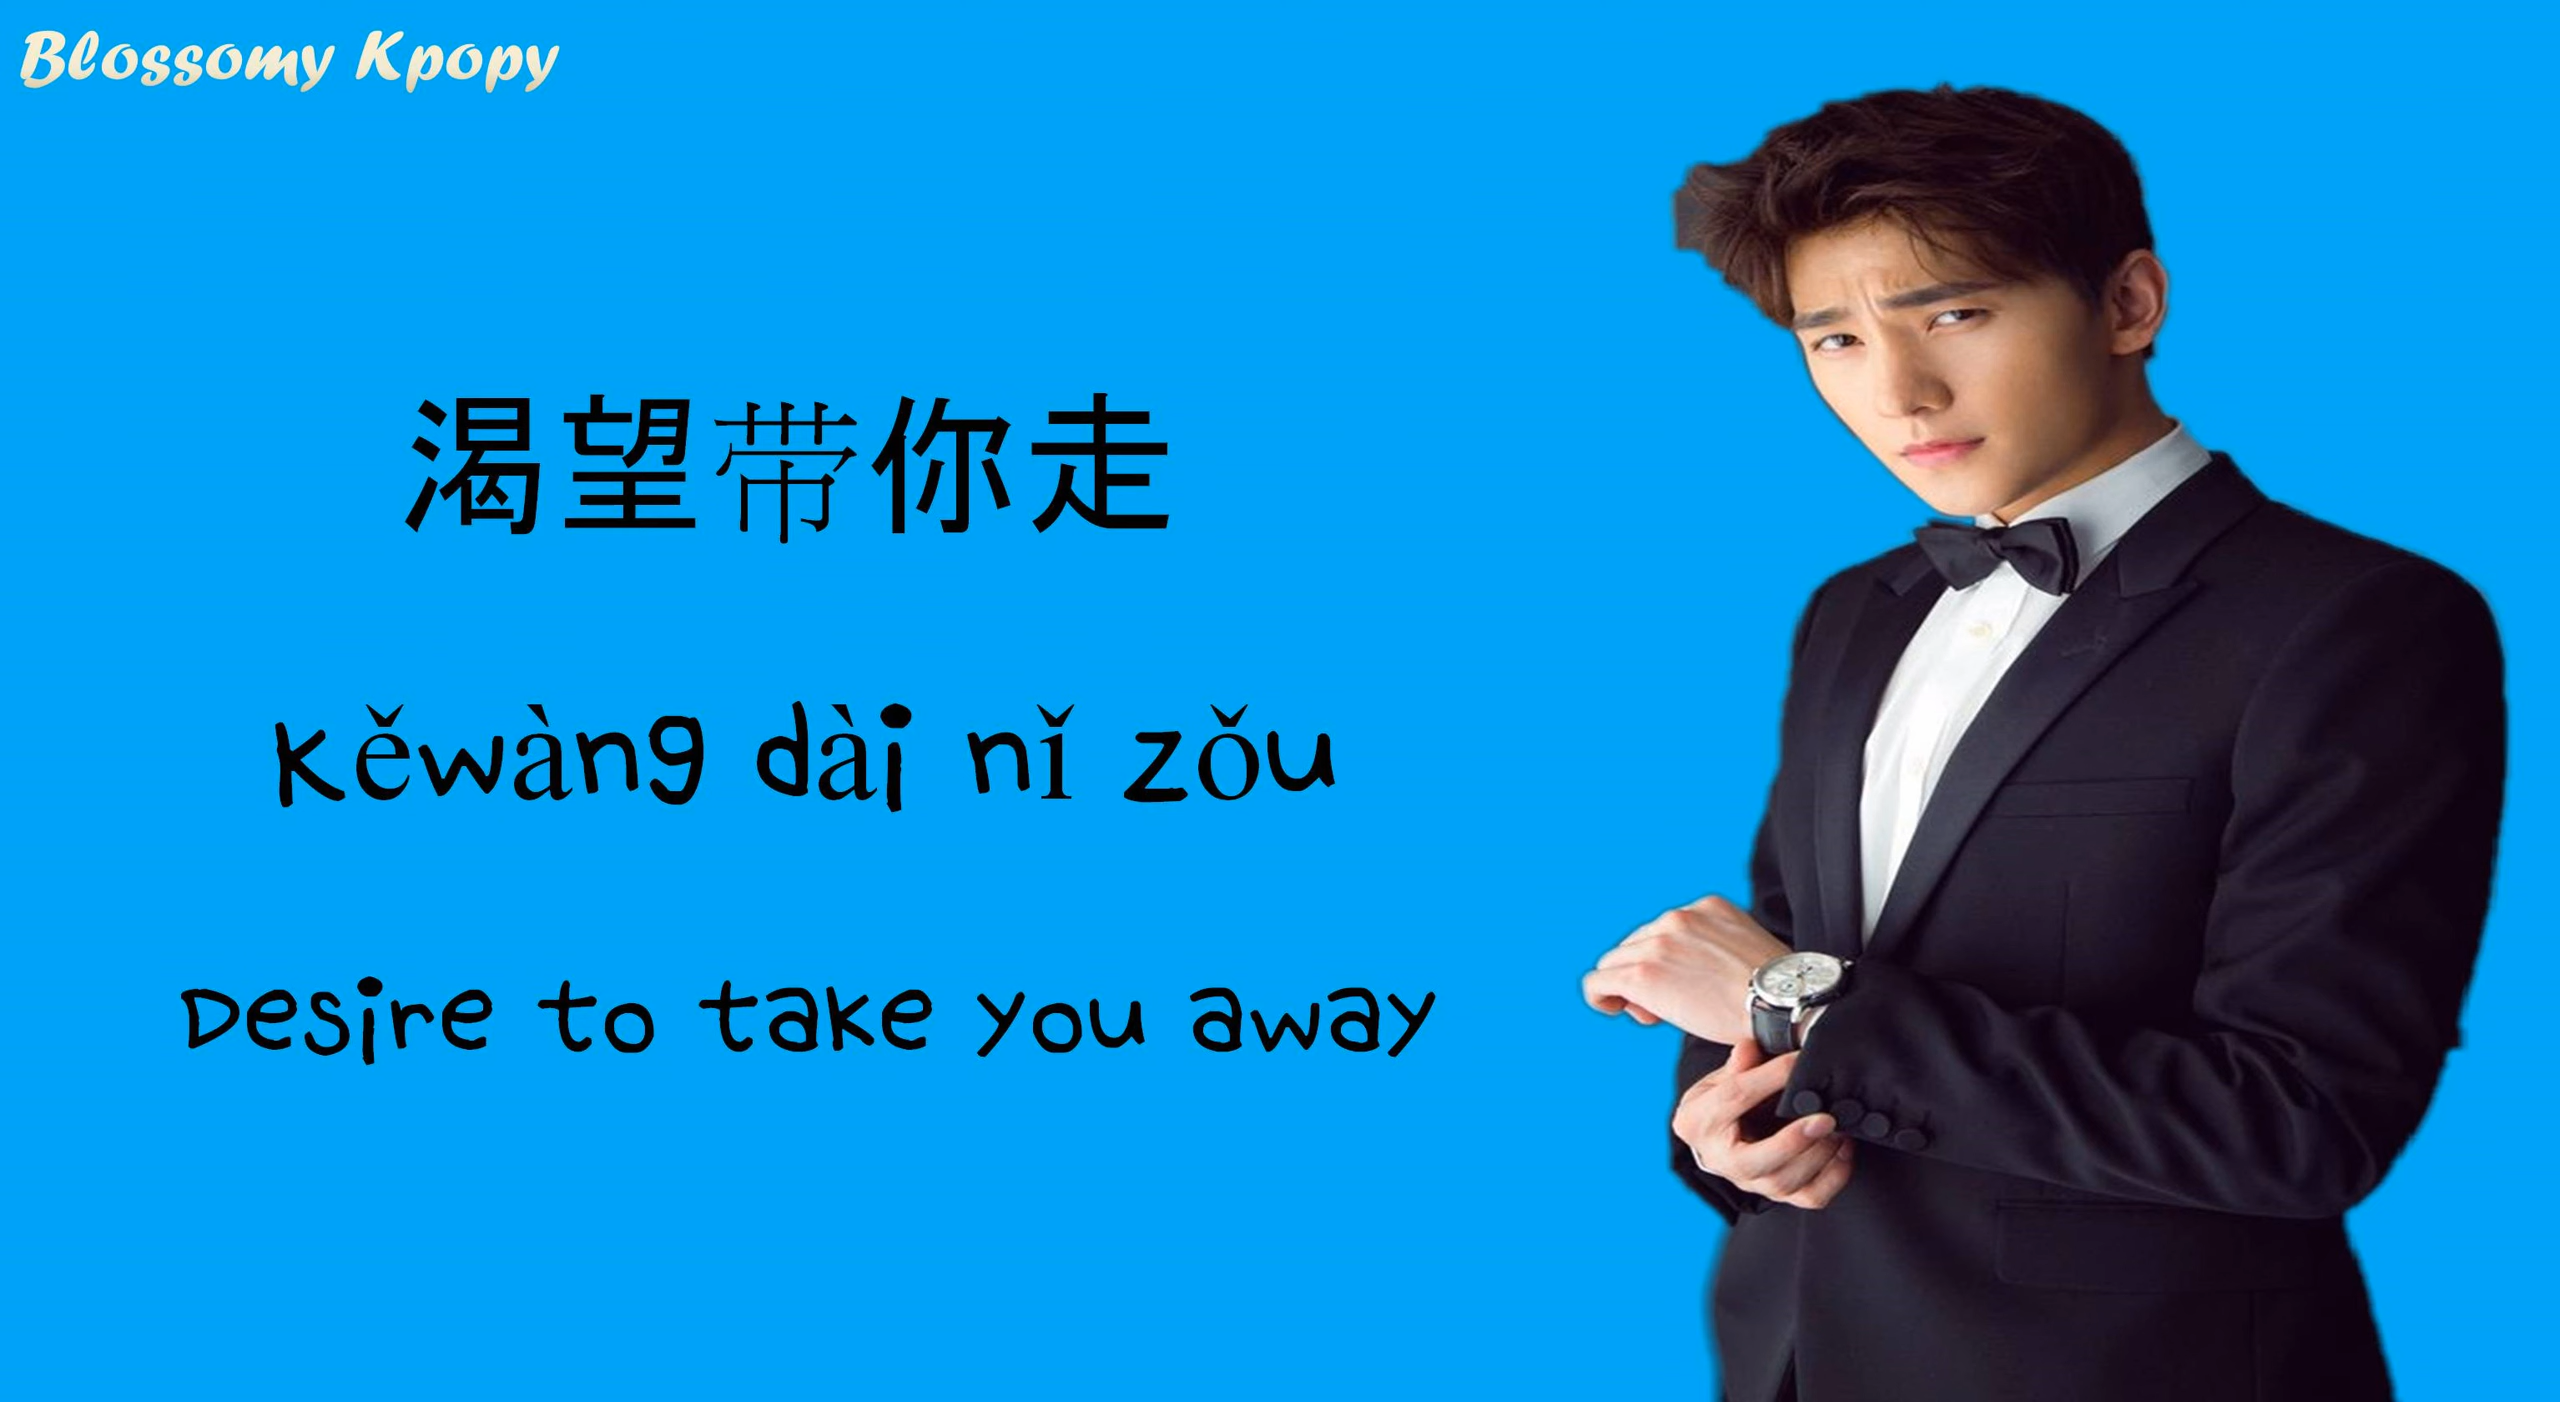 Blossomy Kpopy
渴望带你走
kěwàng dài nǐ zǒu
Desire to take you away